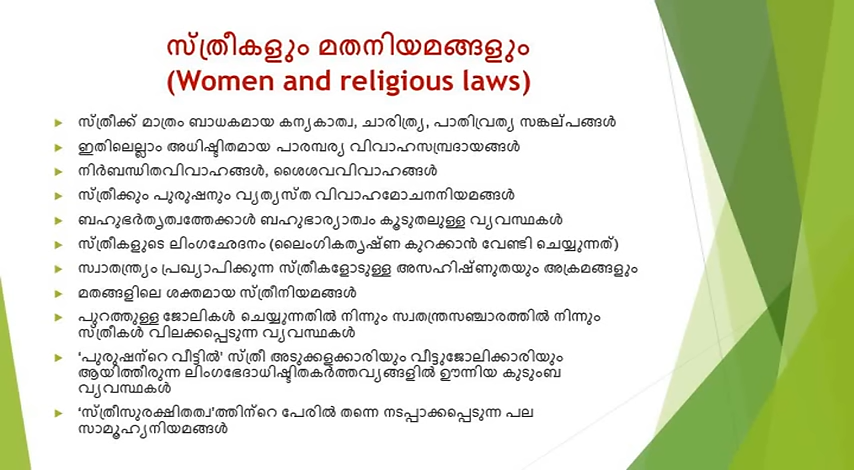 സ്ത്രീകളും മതനിയമങ്ങളും
(Women and religious laws)
സ്ത്രീക്ക് മാത്രം ബാധകമായ കന്യകാത്വ, ചാരിത്ര്യ, പാതിവ്രത്യ സങ്കല്പങ്ങൾ
ഇതിലെല്ലാം അധിഷ്ടിതമായ പാരമ്പര്യ വിവാഹസമ്പ്രദായങ്ങൾ
നിർബന്ധിതവിവാഹങ്ങൾ, ശൈശവവിവാഹങ്ങൾ
സ്ത്രീക്കും പുരുഷനും വ്യത്യസ്ത വിവാഹമോചനനിയമങ്ങൾ
ബഹുഭർതൃത്വത്തേക്കാൾ ബഹുഭാര്യാത്വം കൂടുതലുള്ള വ്യവസ്ഥകൾ
സ്ത്രീകളുടെ ലിംഗഛേദനം (ലൈംഗികതൃഷ്ണ കുറക്കാൻ വേണ്ടി ചെയ്യുന്നത്)
സ്വാതന്ത്ര്യം പ്രഖ്യാപിക്കുന്ന സ്ത്രീകളോടുള്ള അസഹിഷ്ണുതയും അക്രമങ്ങളും
മതങ്ങളിലെ ശക്തമായ സ്ത്രീനിയമങ്ങൾ
പുറത്തുള്ള ജോലികൾ ചെയ്യുന്നതിൽ നിന്നും സ്വതന്ത്രസഞ്ചാരത്തിൽ നിന്നും
സ്ത്രീകൾ വിലക്കപ്പെടുന്ന വ്യവസ്ഥകൾ
'പുരുഷന്റെ വീട്ടിൽ' സ്ത്രീ അടുക്കളക്കാരിയും വീട്ടുജോലിക്കാരിയും
ആയിത്തീരുന്ന ലിംഗഭേദാധിഷ്ടിതകർത്തവ്യങ്ങളിൽ ഊന്നിയ കുടുംബ
വ്യവസ്ഥകൾ
'സ്ത്രീസുരക്ഷിതത്വ'ത്തിന്റെ പേരിൽ തന്നെ നടപ്പാക്കപ്പെടുന്ന പല
സാമൂഹ്യനിയമങ്ങൾ